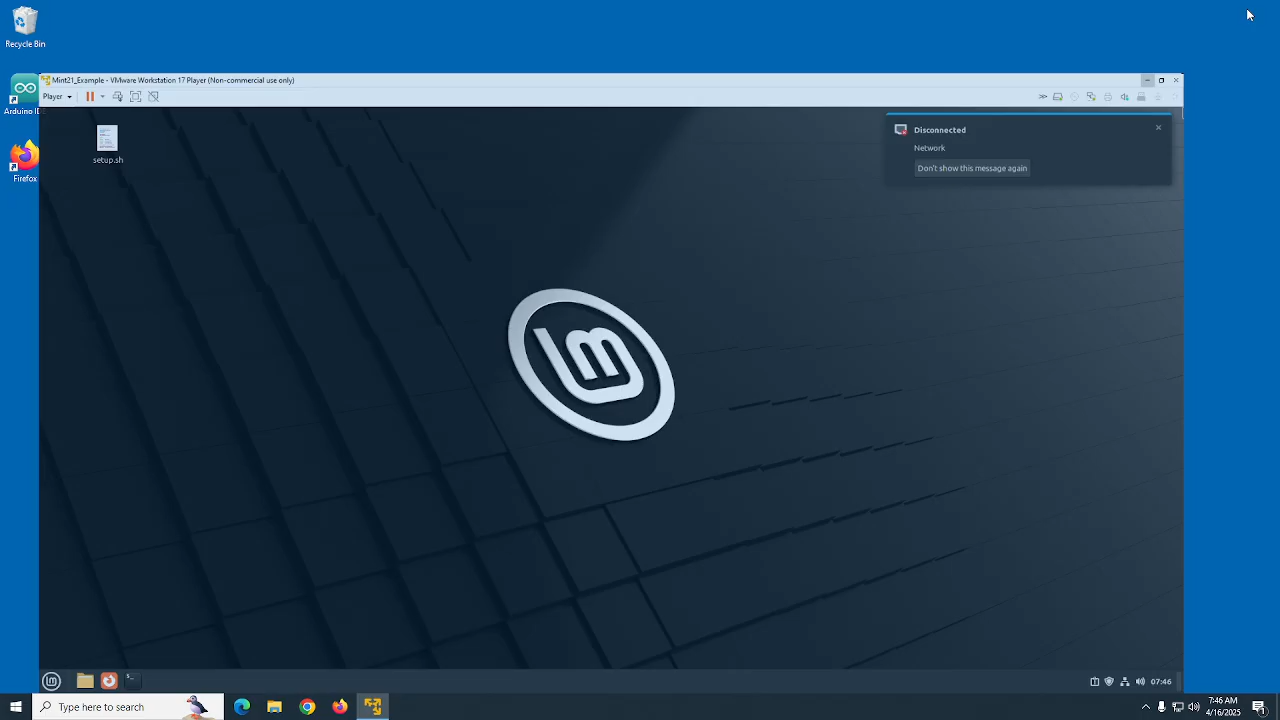 Recycle Bin
Mint21_Example - VMware Workstation 17 Player (Non-commercial use only)
Player
Arduino I
Firefox
setup.sh
Disconnected
Network
Don't show this message again
07:46
Type here to search
7:46 AM
4/16/2025